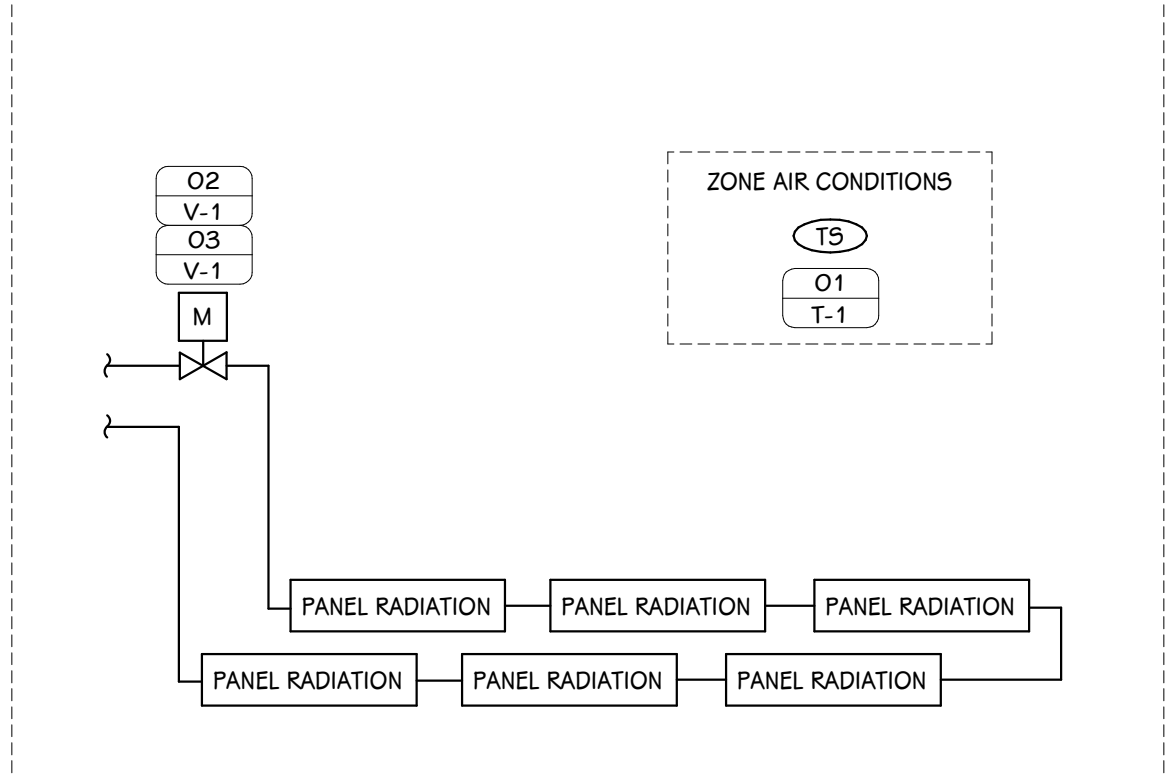 02
V-1
03
V-1
M
ZONE AIR CONDITIONS
TS
01
T-1
PANEL RADIATION
PANEL RADIATION
PANEL RADIATION
PANEL RADIATION
PANEL RADIATION
PANEL RADIATION